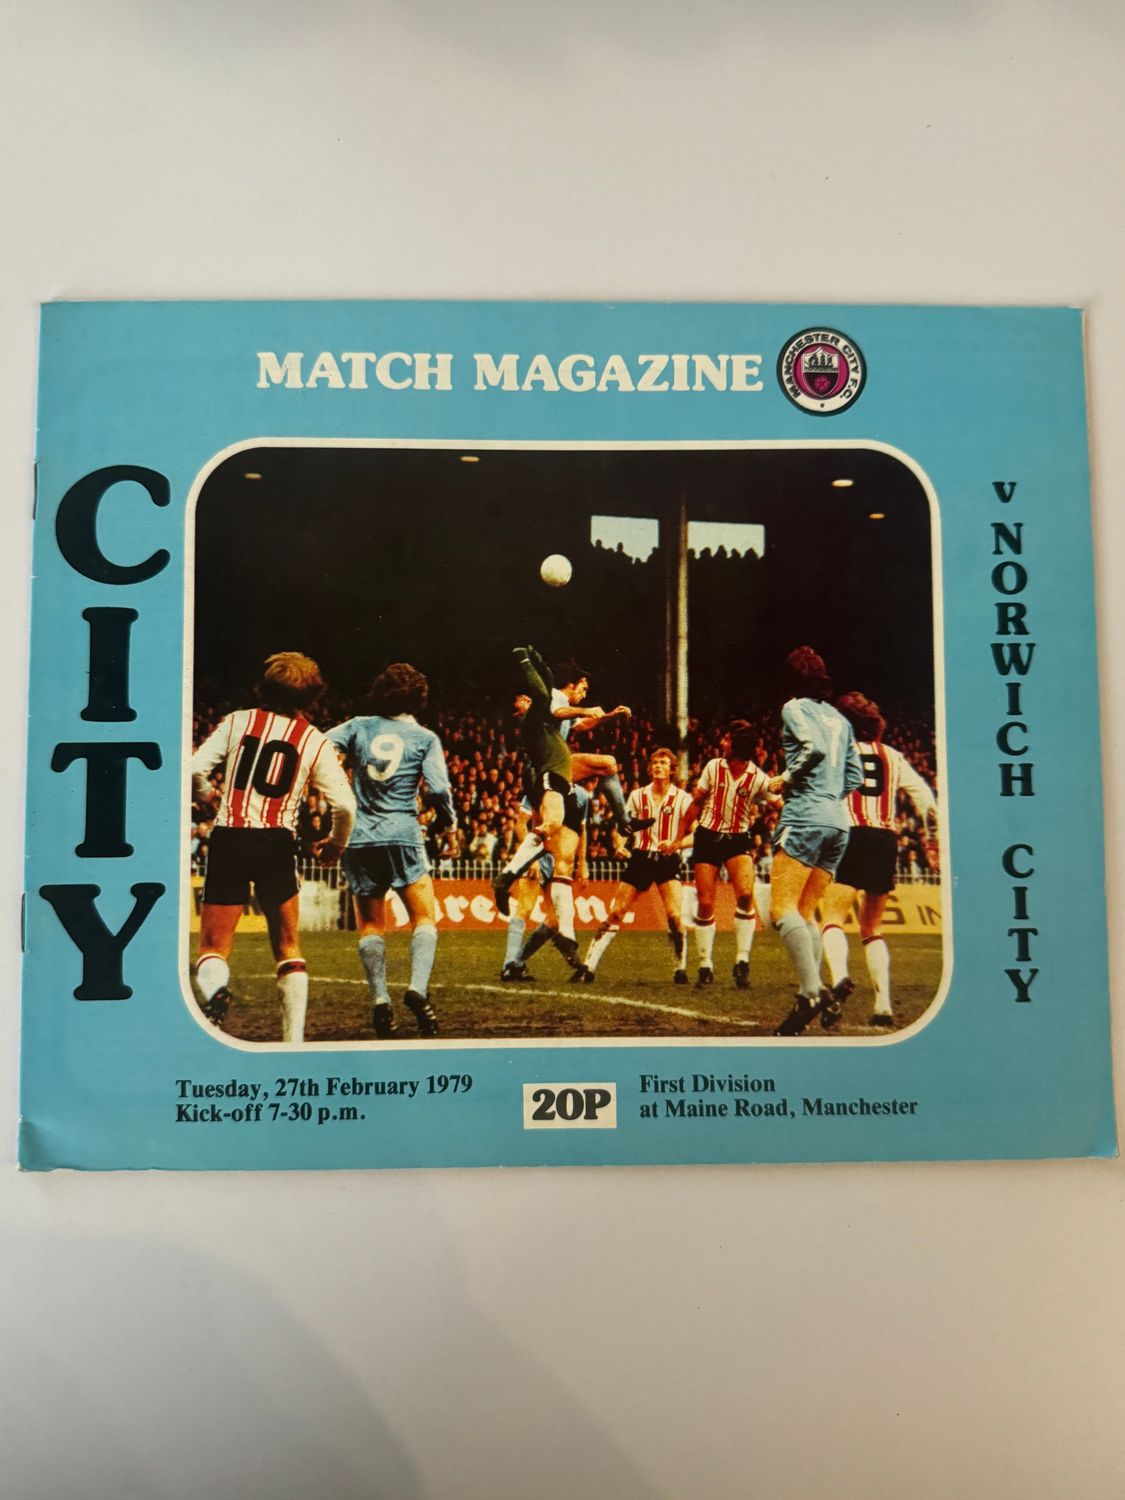 MATCH MAGAZINE
MANCHESTER CITY F.C.
CITY
v NORWICH CITY
10
9
7
Tuesday, 27th February 1979
Kick-off 7-30 p.m.
20P
First Division
at Maine Road, Manchester